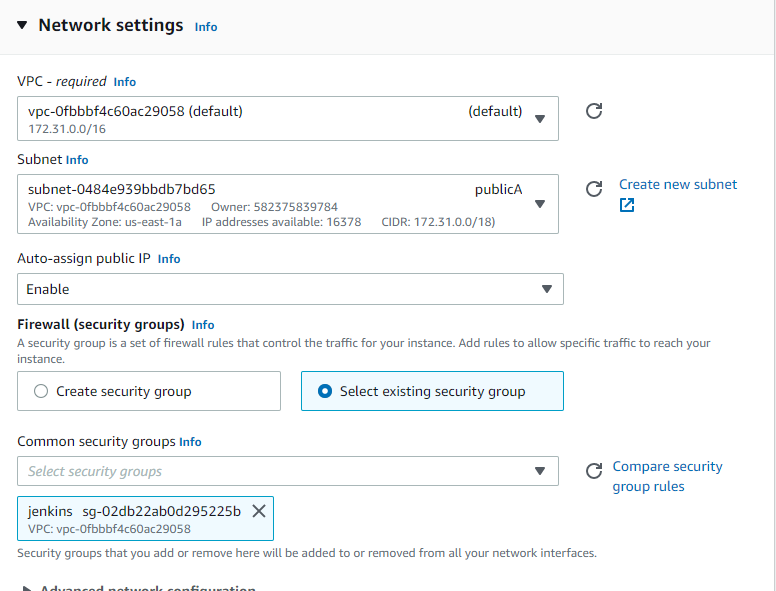 Network settings Info
VPC - required Info
vpc-0fbbbf4c60ac29058 (default) (default)
172.31.0.0/16
Subnet Info
subnet-0484e939bbdb7bd65 publicA
VPC: vpc-0fbbbf4c60ac29058 Owner: 582375839784
Availability Zone: us-east-1a IP addresses available: 16378 CIDR: 172.31.0.0/18)
Create new subnet
Auto-assign public IP Info
Enable
Firewall (security groups) Info
A security group is a set of firewall rules that control the traffic for your instance. Add rules to allow specific traffic to reach your
instance.
Create security group Select existing security group
Common security groups Info
Select security groups
Compare security
group rules
jenkins sg-02db22ab0d295225b
VPC: vpc-0fbbbf4c60ac29058
Security groups that you add or remove here will be added to or removed from all your network interfaces.
Advanced network configuration